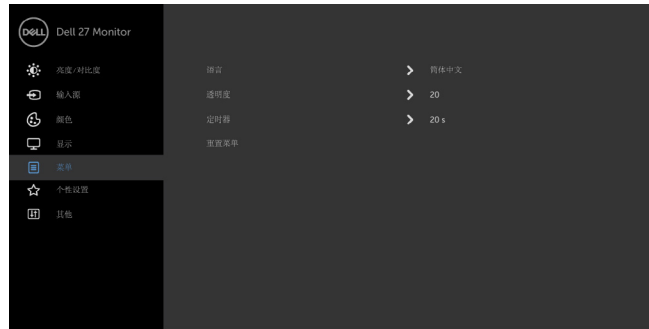 DELL
Dell 27 Monitor
亮度/对比度
输入源
颜色
显示
菜单
个性设置
其他
语言 简体中文
透明度 20
定时器 20 s
重置菜单